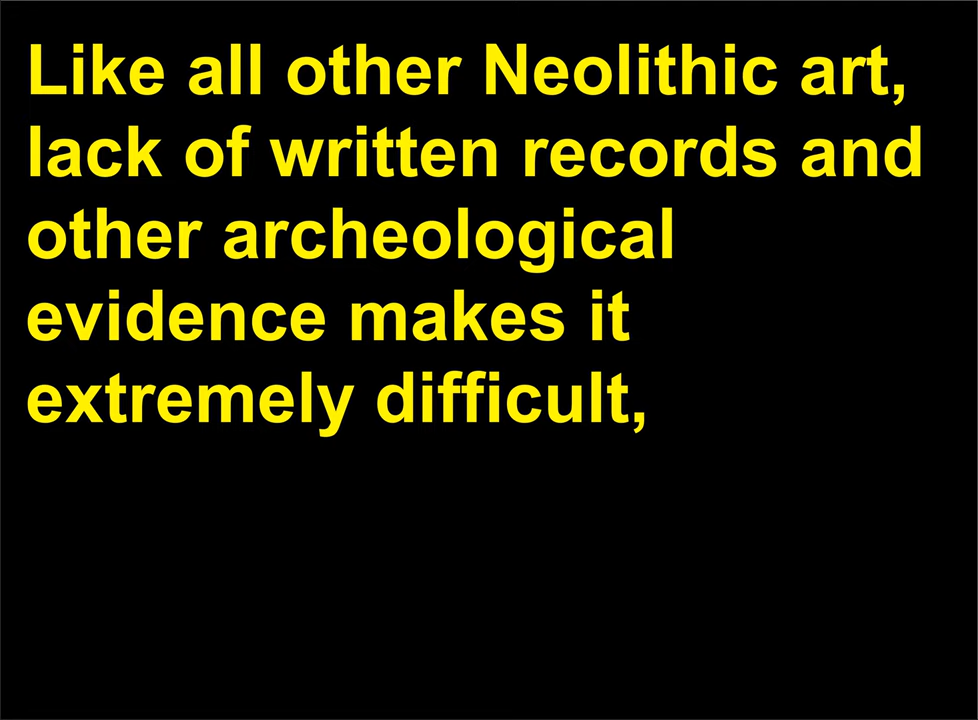 Like all other Neolithic art,
lack of written records and
other archeological
evidence makes it
extremely difficult,